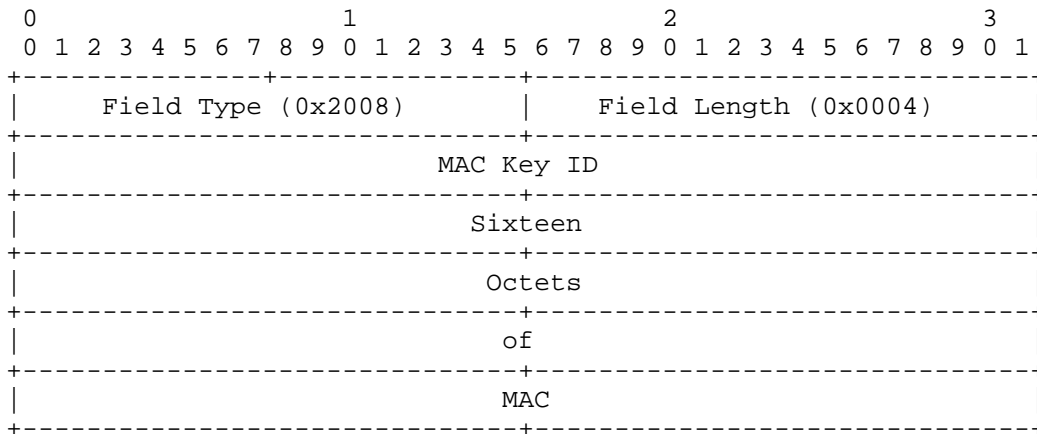 0                   1                   2                   3
0 1 2 3 4 5 6 7 8 9 0 1 2 3 4 5 6 7 8 9 0 1 2 3 4 5 6 7 8 9 0 1
+---------------+---------------+-------------------------------
|     Field Type (0x2008)       |    Field Length (0x0004)      |
+-------------------------------+-------------------------------
|                          MAC Key ID                           |
+-------------------------------+-------------------------------
|                            Sixteen                            |
+-------------------------------+-------------------------------
|                             Octets                            |
+-------------------------------+-------------------------------
|                              of                               |
+-------------------------------+-------------------------------
|                              MAC                              |
+-------------------------------+-------------------------------